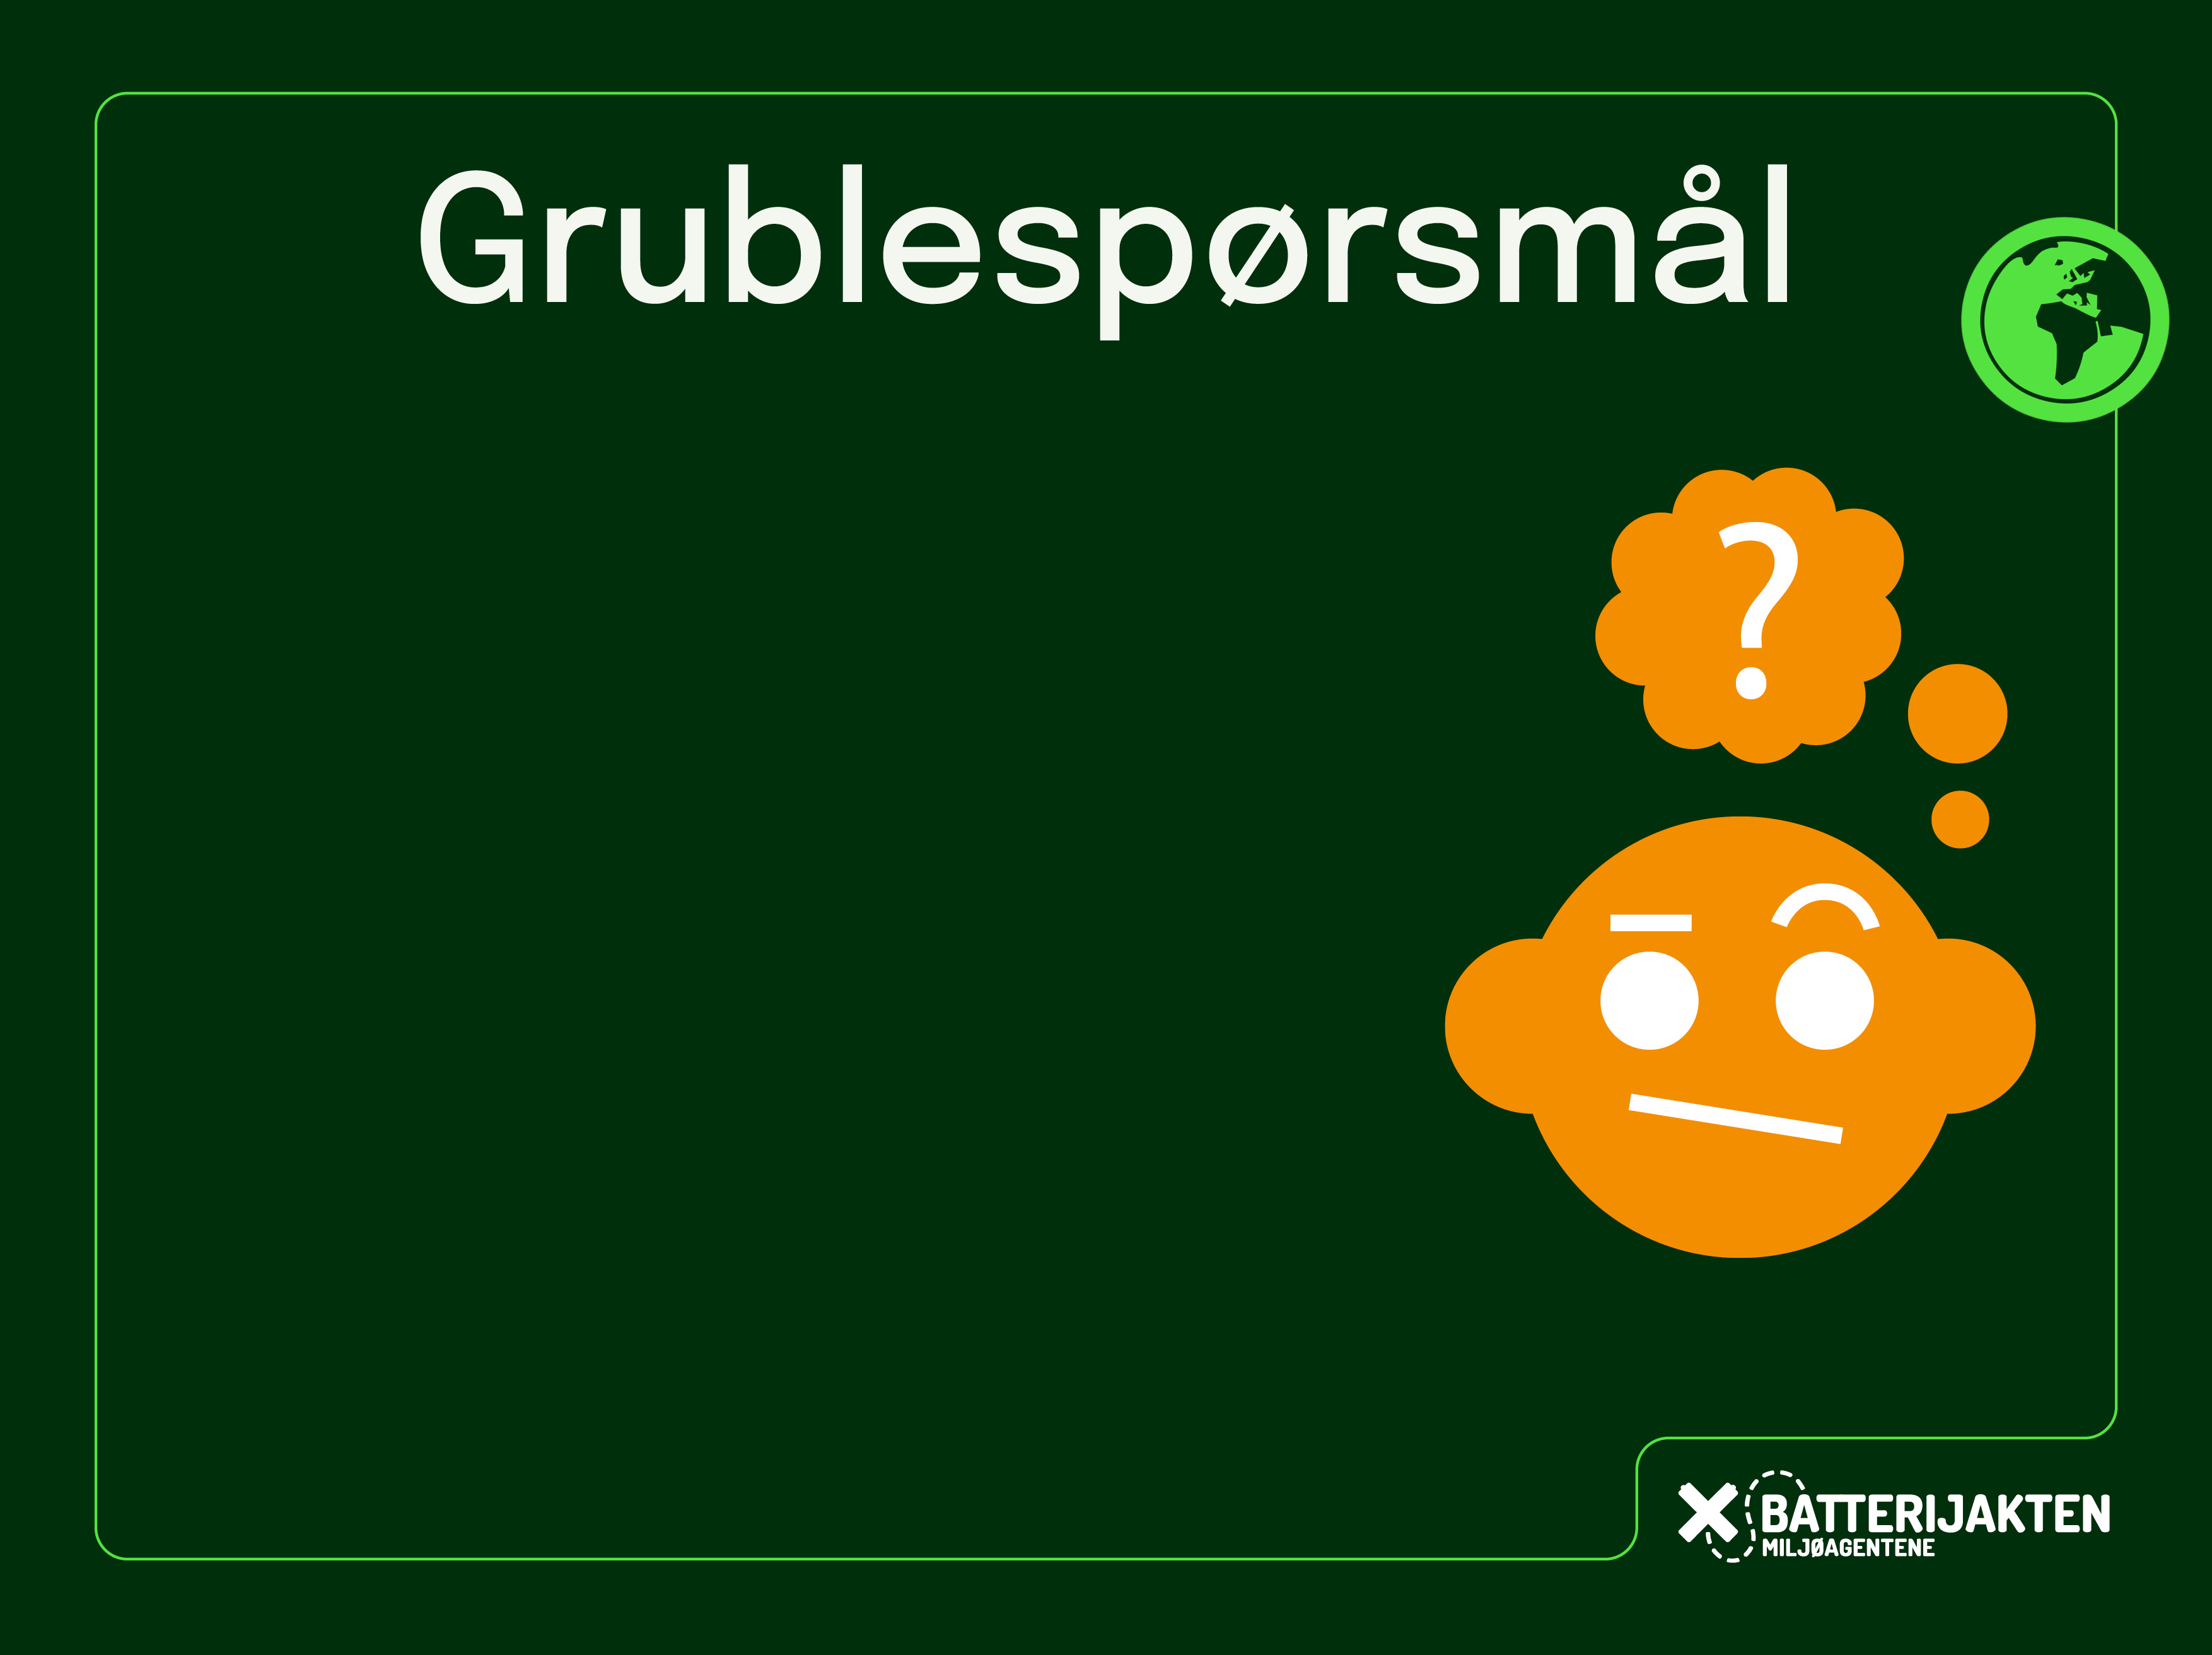 Grublespørsmål
?
BATTERIJAKTEN
MILJØAGENTENE